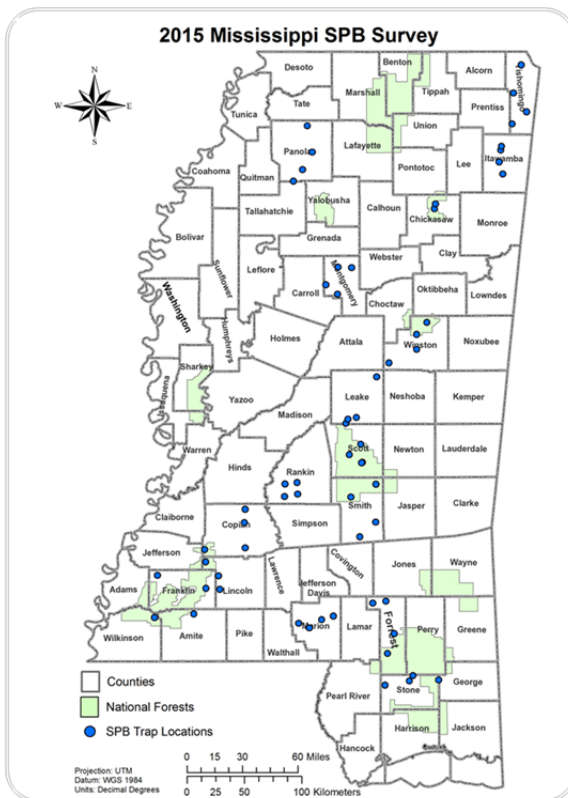 2015 Mississippi SPB Survey
N
W
E
S
Desoto
Benton
Alcorn
Tishomingo
Marshall
Tippah
Tate
Prentiss
Tunica
Union
Panola
Lafayette
Lee
Itawamba
Pontotoc
Coahoma
Quitman
Yalobusha
Calhoun
Chickasaw
Tallahatchie
Monroe
Bolivar
Grenada
Sunflower
Leflore
Webster
Clay
Montgomery
Carroll
Oktibbeha
Choctaw
Lowndes
Washington
Humphreys
Holmes
Attala
Winston
Noxubee
Sharkey
Issaquena
Yazoo
Leake
Neshoba
Kemper
Madison
Warren
Scott
Newton
Lauderdale
Hinds
Rankin
Claiborne
Copiah
Simpson
Smith
Jasper
Clarke
Jefferson
Covington
Jones
Wayne
Lawrence
Adams
Franklin
Lincoln
Jefferson
Davis
Marion
Lamar
Forrest
Perry
Greene
Wilkinson
Amite
Pike
Walthall
Pearl River
Stone
George
Harrison
Jackson
Hancock
Counties
National Forests
SPB Trap Locations
0 15 30 60 Miles
Projection: UTM
Datum: WGS 1984
Units: Decimal Degrees
0 25 50 100 Kilometers